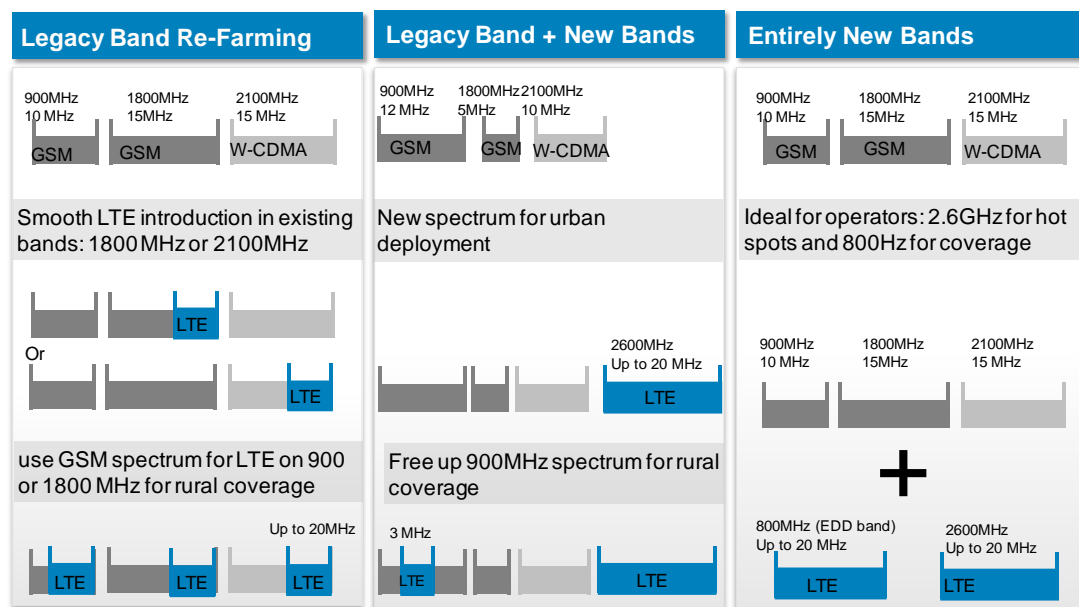 Legacy Band Re-Farming
900MHz 1800MHz 2100MHz
10 MHz 15MHz 15 MHz
GSM GSM W-CDMA
Smooth LTE introduction in existing
bands: 1800 MHz or 2100MHz
LTE
Or
LTE
use GSM spectrum for LTE on 900
or 1800 MHz for rural coverage
Up to 20MHz
LTE LTE LTE
Legacy Band + New Bands
900MHz 1800MHz 2100MHz
12 MHz 5MHz 10 MHz
GSM GSM W-CDMA
New spectrum for urban
deployment
2600MHz
Up to 20 MHz
LTE
Free up 900MHz spectrum for rural
coverage
3 MHz
LTE LTE
Entirely New Bands
900MHz 1800MHz 2100MHz
10 MHz 15MHz 15 MHz
GSM GSM W-CDMA
Ideal for operators: 2.6GHz for hot
spots and 800Hz for coverage
900MHz 1800MHz 2100MHz
10 MHz 15MHz 15 MHz
+
800MHz (EDD band) 2600MHz
Up to 20 MHz Up to 20 MHz
LTE LTE